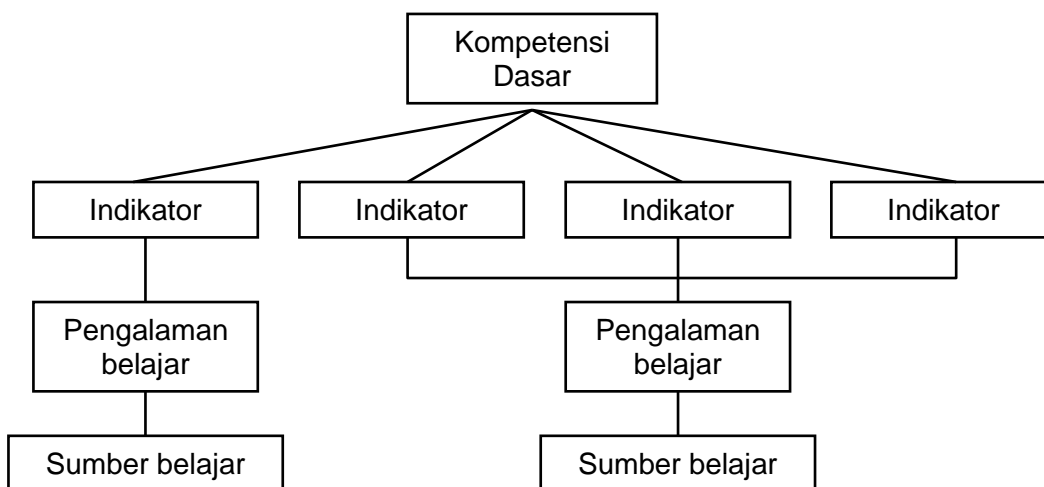 Kompetensi
Dasar
Indikator
Indikator
Indikator
Indikator
Pengalaman
belajar
Pengalaman
belajar
Sumber belajar
Sumber belajar